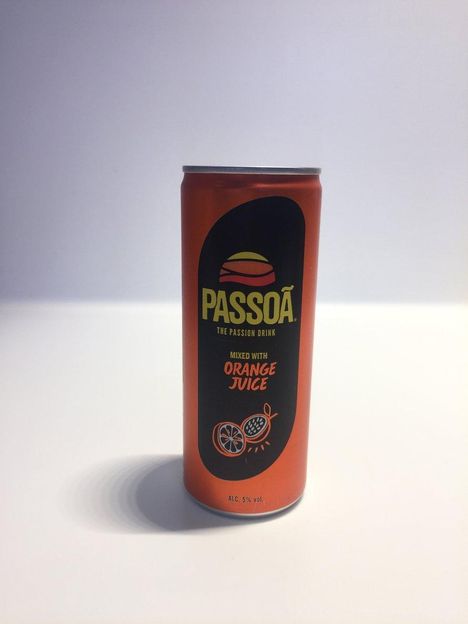 PASSOÃ®
THE PASSION DRINK
MIXED WITH
ORANGE
JUICE
ALC. 5% vol.